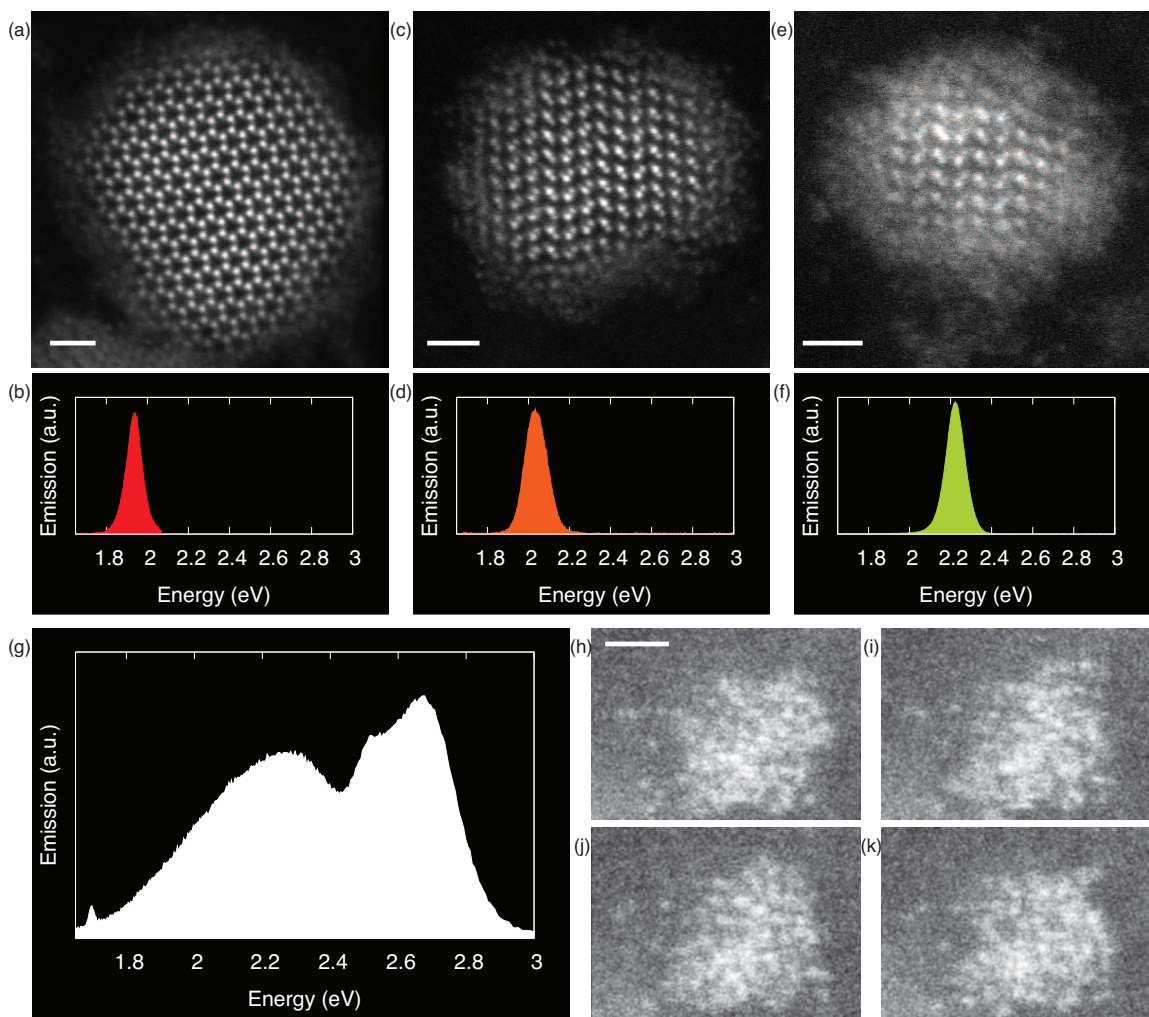 (a)
(c)
(e)
(b)
Emission (a.u.)
1.8 2 2.2 2.4 2.6 2.8 3
Energy (eV)
(d)
Emission (a.u.)
1.8 2 2.2 2.4 2.6 2.8 3
Energy (eV)
(f)
Emission (a.u.)
1.8 2 2.2 2.4 2.6 2.8 3
Energy (eV)
(g)
Emission (a.u.)
1.8 2 2.2 2.4 2.6 2.8 3
Energy (eV)
(h)
(i)
(j)
(k)